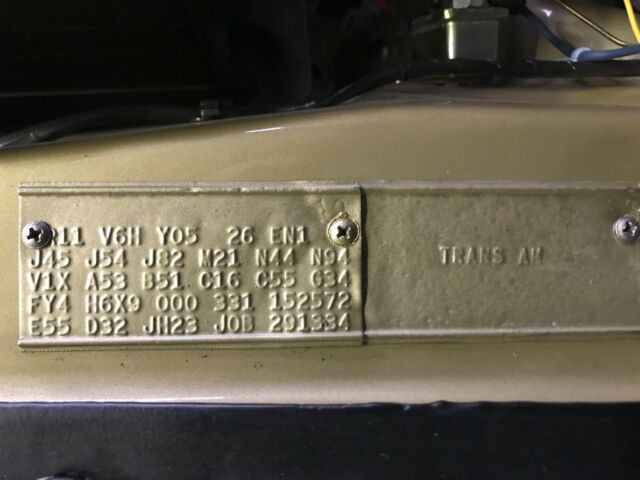 R11 V6H Y05 26 EN1
J45 J54 J82 M21 N44 N94
V1X A53 B51 C16 C55 G34
FY4 H6X9 000 331 152572
E55 D32 JH23 JOB 291334
TRANS AM